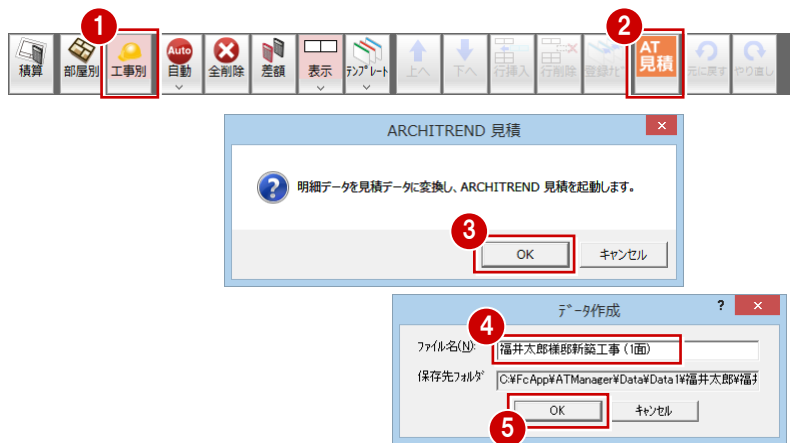 1
2
AT
積算 部屋別 工事別 Auto 自動 全削除 差額 表示 ﾃﾝﾌﾟﾚｰﾄ 上へ 下へ 行挿入 行削除 見積 元に戻す やり直し
ARCHITREND 見積
明細データを見積データに変換し、ARCHITREND 見積を起動します。
3
OK キャンセル
ﾃﾞｰﾀ作成 ?
4
ﾌｧｲﾙ名(N): 福井太郎様邸新築工事（1面）
保存先ﾌｫﾙﾀﾞ C:¥FcApp¥ATManager¥Data¥Data1¥福井太郎¥福井
OK ｷｬﾝｾﾙ
5